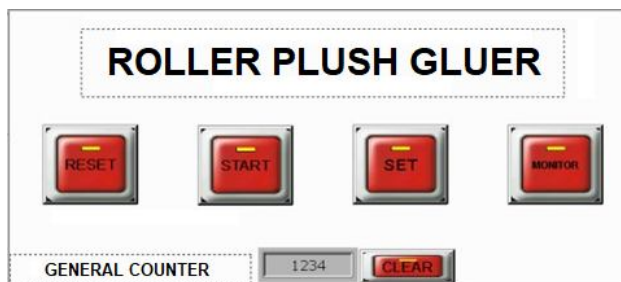 ROLLER PLUSH GLUER
RESET START SET MONITOR
GENERAL COUNTER 1234 CLEAR